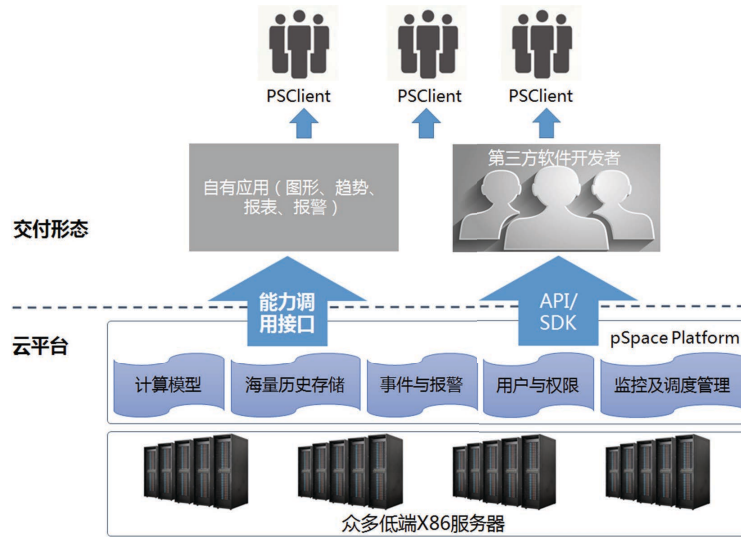 PSClient
PSClient
PSClient
自有应用（图形、趋势、
报表、报警）
第三方软件开发者
交付形态
能力调
用接口
API/
SDK
云平台
pSpace Platform
计算模型
海量历史存储
事件与报警
用户与权限
监控及调度管理
众多低端X86服务器